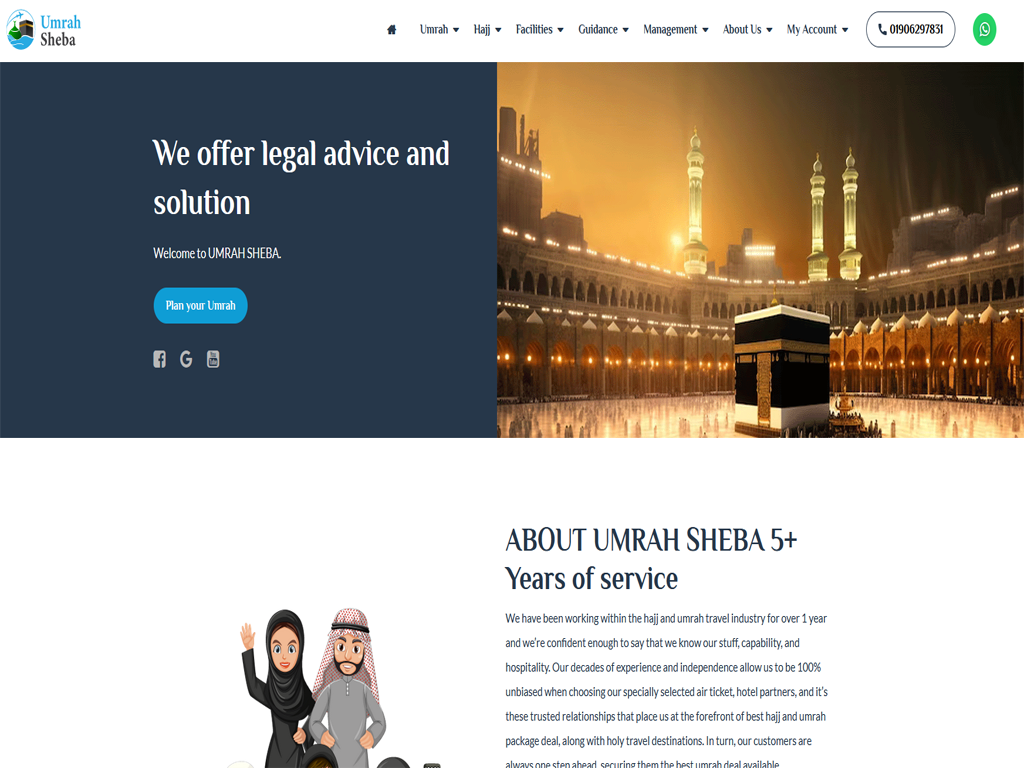 Umrah
Sheba
Umrah
Hajj
Facilities
Guidance
Management
About Us
My Account
01906297831
We offer legal advice and
solution
Welcome to UMRAH SHEBA.
Plan your Umrah
ABOUT UMRAH SHEBA 5+
Years of service
We have been working within the hajj and umrah travel industry for over 1 year
and we're confident enough to say that we know our stuff, capability, and
hospitality. Our decades of experience and independence allow us to be 100%
unbiased when choosing our specially selected air ticket, hotel partners, and it's
these trusted relationships that place us at the forefront of best hajj and umrah
package deal, along with holy travel destinations. In turn, our customers are
always one step ahead, securing them the best umrah deal available